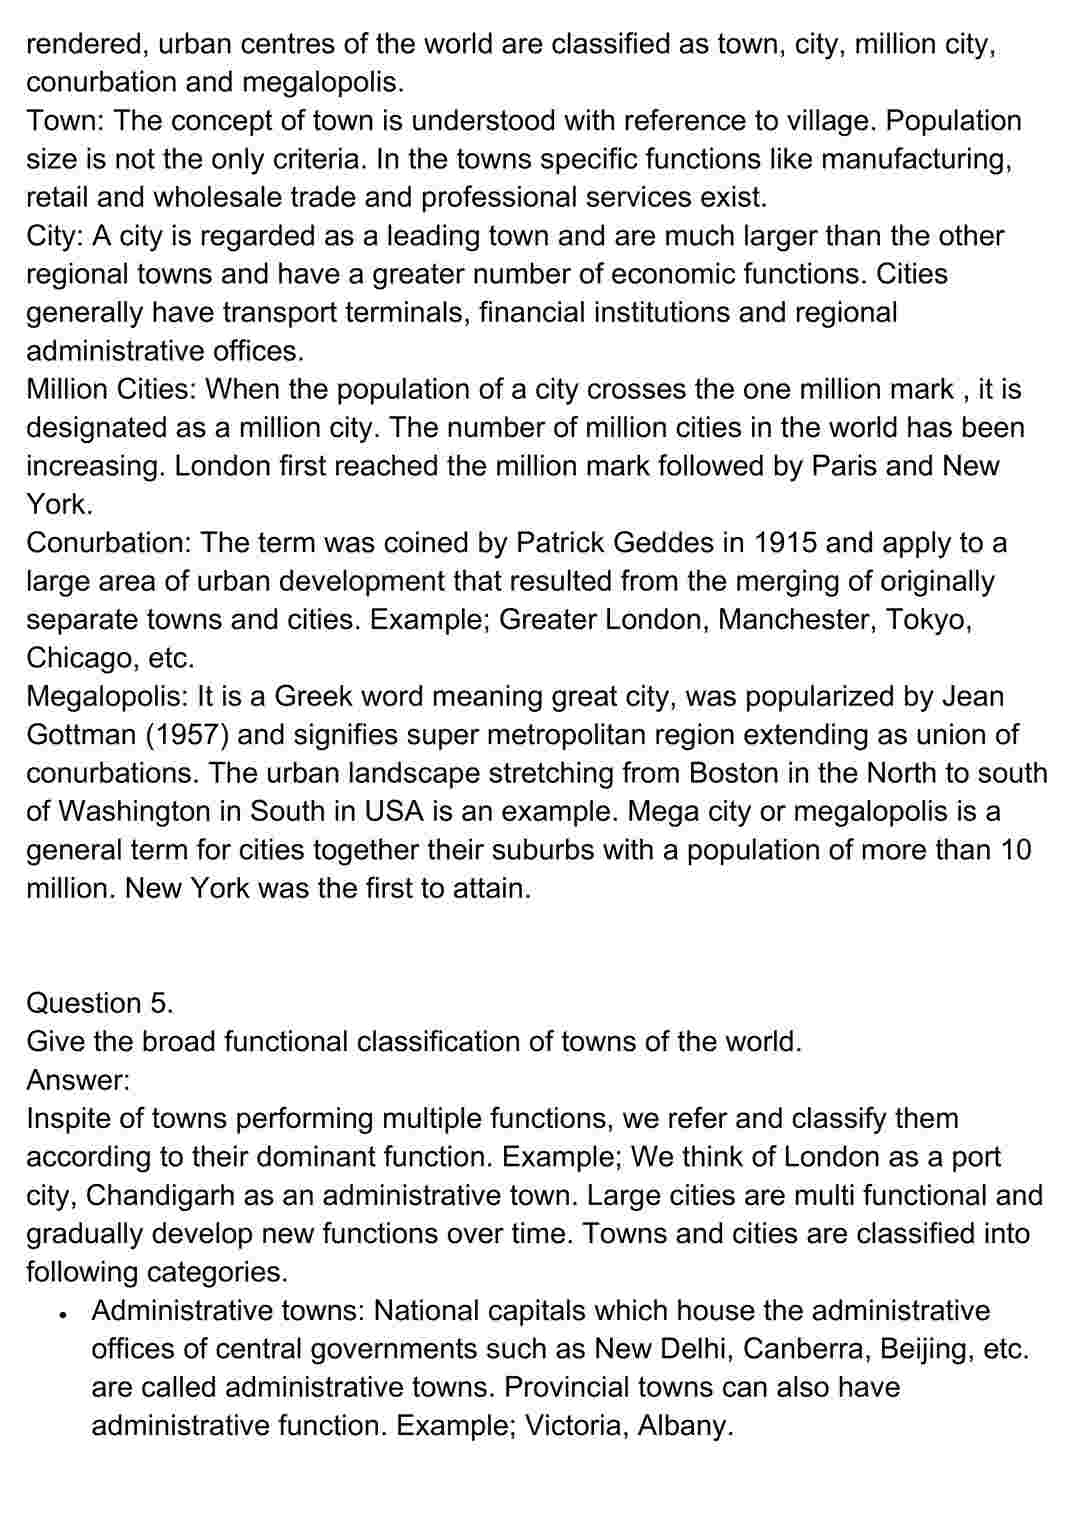 rendered, urban centres of the world are classified as town, city, million city,
conurbation and megalopolis.
Town: The concept of town is understood with reference to village. Population
size is not the only criteria. In the towns specific functions like manufacturing,
retail and wholesale trade and professional services exist.
City: A city is regarded as a leading town and are much larger than the other
regional towns and have a greater number of economic functions. Cities
generally have transport terminals, financial institutions and regional
administrative offices.
Million Cities: When the population of a city crosses the one million mark , it is
designated as a million city. The number of million cities in the world has been
increasing. London first reached the million mark followed by Paris and New
York.
Conurbation: The term was coined by Patrick Geddes in 1915 and apply to a
large area of urban development that resulted from the merging of originally
separate towns and cities. Example; Greater London, Manchester, Tokyo,
Chicago, etc.
Megalopolis: It is a Greek word meaning great city, was popularized by Jean
Gottman (1957) and signifies super metropolitan region extending as union of
conurbations. The urban landscape stretching from Boston in the North to south
of Washington in South in USA is an example. Mega city or megalopolis is a
general term for cities together their suburbs with a population of more than 10
million. New York was the first to attain.
Question 5.
Give the broad functional classification of towns of the world.
Answer:
Inspite of towns performing multiple functions, we refer and classify them
according to their dominant function. Example; We think of London as a port
city, Chandigarh as an administrative town. Large cities are multi functional and
gradually develop new functions over time. Towns and cities are classified into
following categories.
• Administrative towns: National capitals which house the administrative
offices of central governments such as New Delhi, Canberra, Beijing, etc.
are called administrative towns. Provincial towns can also have
administrative function. Example; Victoria, Albany.